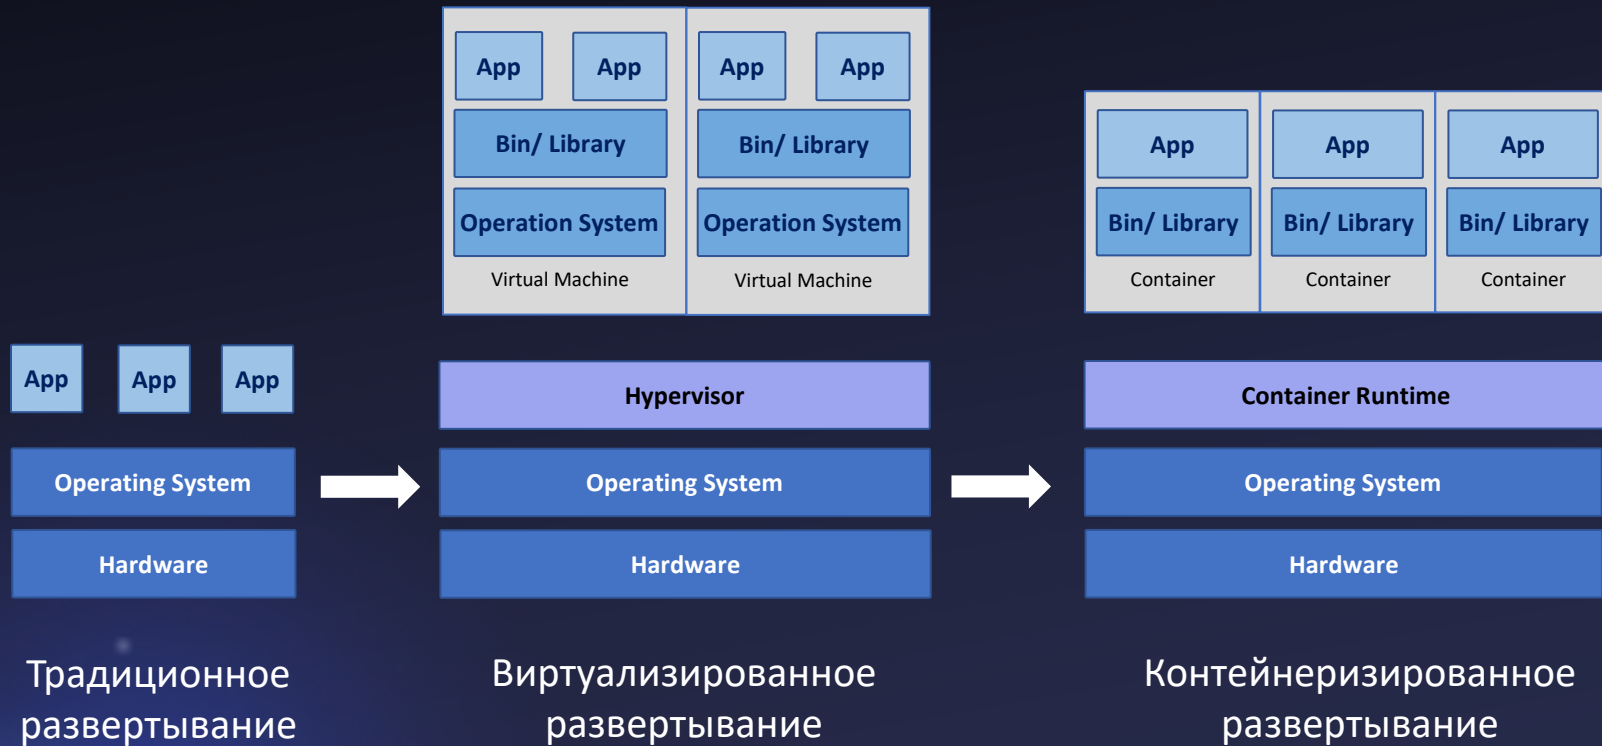 App
App
App
Operating System
Hardware
Традиционное
развертывание
App
App
App
App
Bin/ Library
Bin/ Library
Operation System
Operation System
Virtual Machine
Virtual Machine
Hypervisor
Operating System
Hardware
Виртуализированное
развертывание
App
App
App
Bin/ Library
Bin/ Library
Bin/ Library
Container
Container
Container
Container Runtime
Operating System
Hardware
Контейнеризированное
развертывание